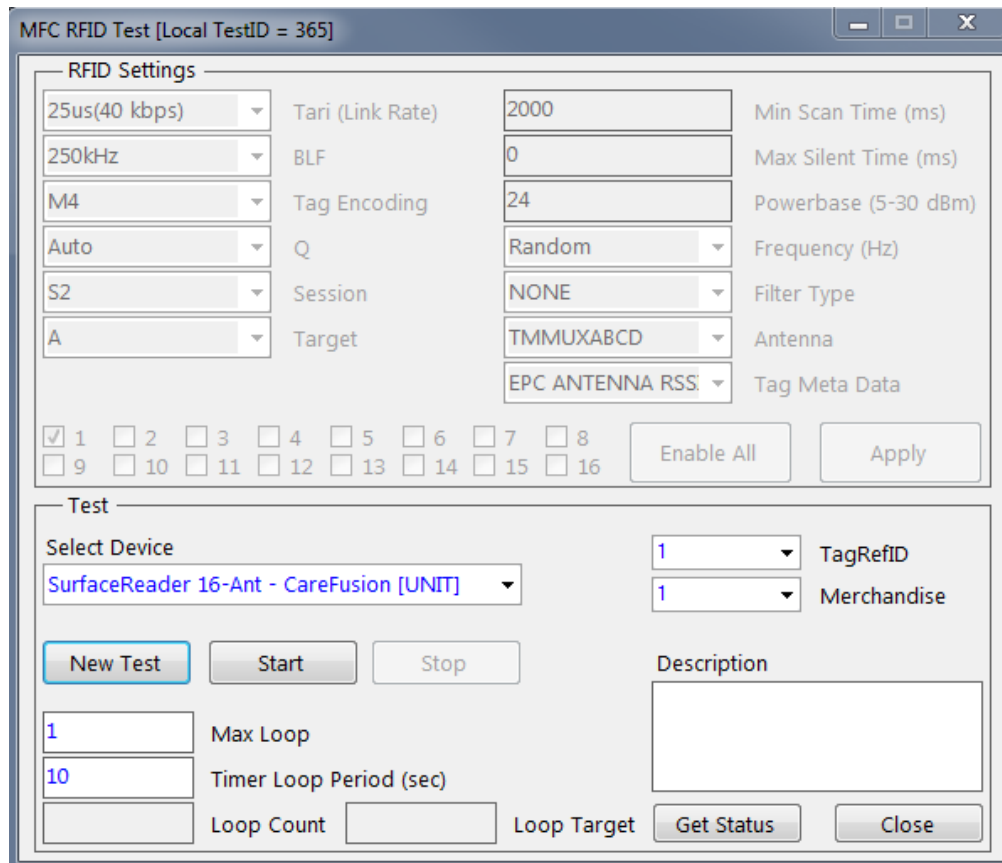 MFC RFID Test [Local TestID = 365]
RFID Settings
25us(40 kbps) Tari (Link Rate) 2000 Min Scan Time (ms)
250kHz BLF 0 Max Silent Time (ms)
M4 Tag Encoding 24 Powerbase (5-30 dBm)
Auto Q Random Frequency (Hz)
S2 Session NONE Filter Type
A Target TMMUXABCD Antenna
EPC ANTENNA RSS Tag Meta Data
1 2 3 4 5 6 7 8
9 10 11 12 13 14 15 16
Enable All Apply
Test
Select Device
SurfaceReader 16-Ant - CareFusion [UNIT]
1 TagRefID
1 Merchandise
New Test Start Stop
Description
1 Max Loop
10 Timer Loop Period (sec)
Loop Count Loop Target Get Status Close